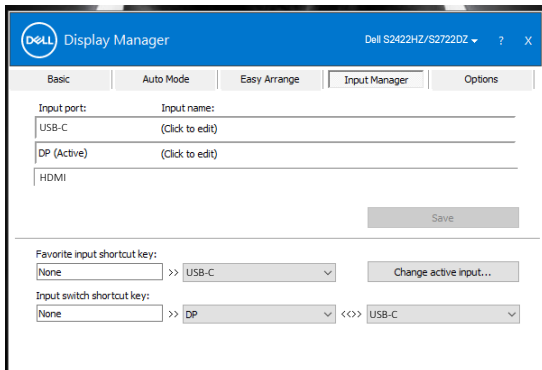 DELL Display Manager Dell S2422HZ/S2722DZ ? X
Basic Auto Mode Easy Arrange Input Manager Options
Input port: Input name:
USB-C (Click to edit)
DP (Active) (Click to edit)
HDMI
Save
Favorite input shortcut key:
None >> USB-C Change active input...
Input switch shortcut key:
None >> DP <<>> USB-C